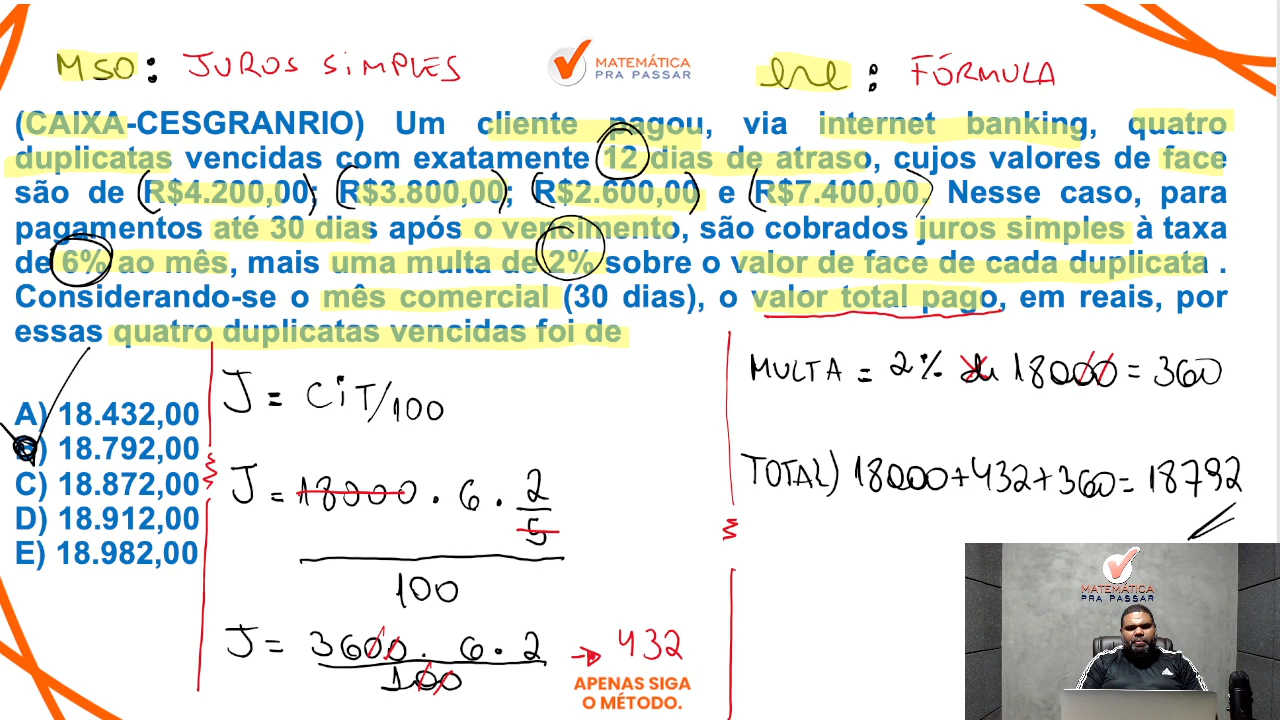 MSO: JUROS SIMPLES
MATEMÁTICA
PRA PASSAR
: FÓRMULA
(CAIXA-CESGRANRIO) Um cliente pagou, via internet banking, quatro
duplicatas vencidas com exatamente 12 dias de atraso, cujos valores de face
são de R$4.200,00; R$3.800,00; R$2.600,00 e R$7.400,00. Nesse caso, para
pagamentos até 30 dias após o vencimento, são cobrados juros simples à taxa
de 6% ao mês, mais uma multa de 2% sobre o valor de face de cada duplicata .
Considerando-se o mês comercial (30 dias), o valor total pago, em reais, por
essas quatro duplicatas vencidas foi de
A) 18.432,00
B) 18.792,00
C) 18.872,00
D) 18.912,00
E) 18.982,00
J = CiT/100
J = 18000 . 6 . 2
5
100
J = 3600 . 6 . 2 → 432
100
APENAS SIGA
O MÉTODO.
MULTA = 2% de 18000 = 360
TOTAL) 18000+432+360=18792
MATEMÁTICA
PRA PASSAR